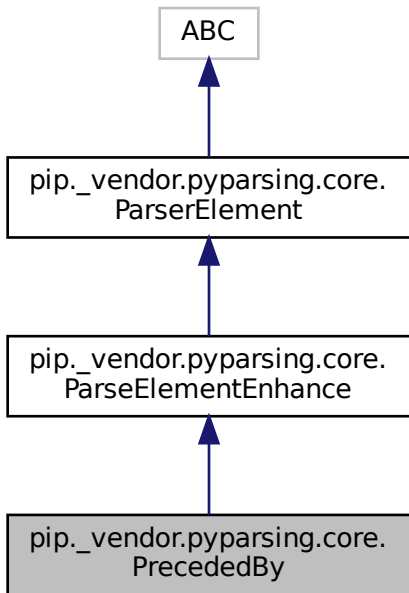 ABC
pip._vendor.pyparsing.core.
ParserElement
pip._vendor.pyparsing.core.
ParseElementEnhance
pip._vendor.pyparsing.core.
PrecededBy